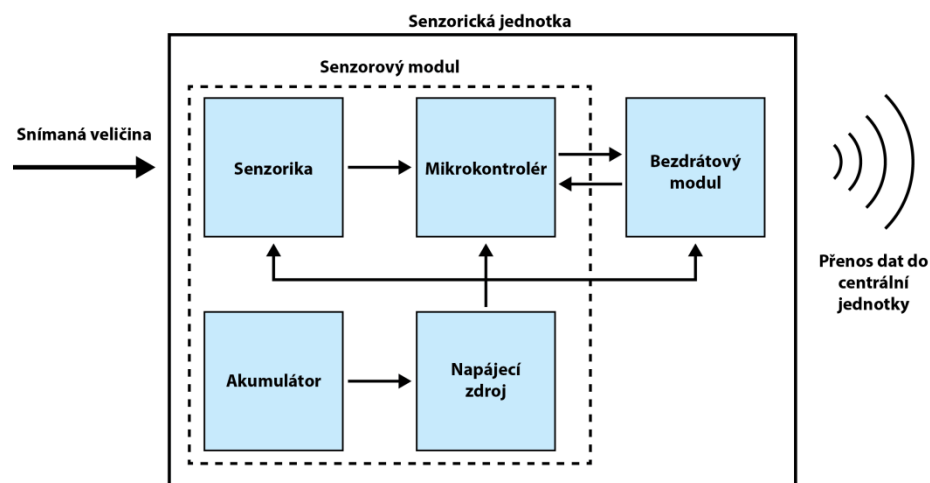 Senzorická jednotka
Senzorový modul
Snímaná veličina
Senzorika
Mikrokontrolér
Bezdrátový
modul
Přenos dat do
centrální
jednotky
Akumulátor
Napájecí
zdroj